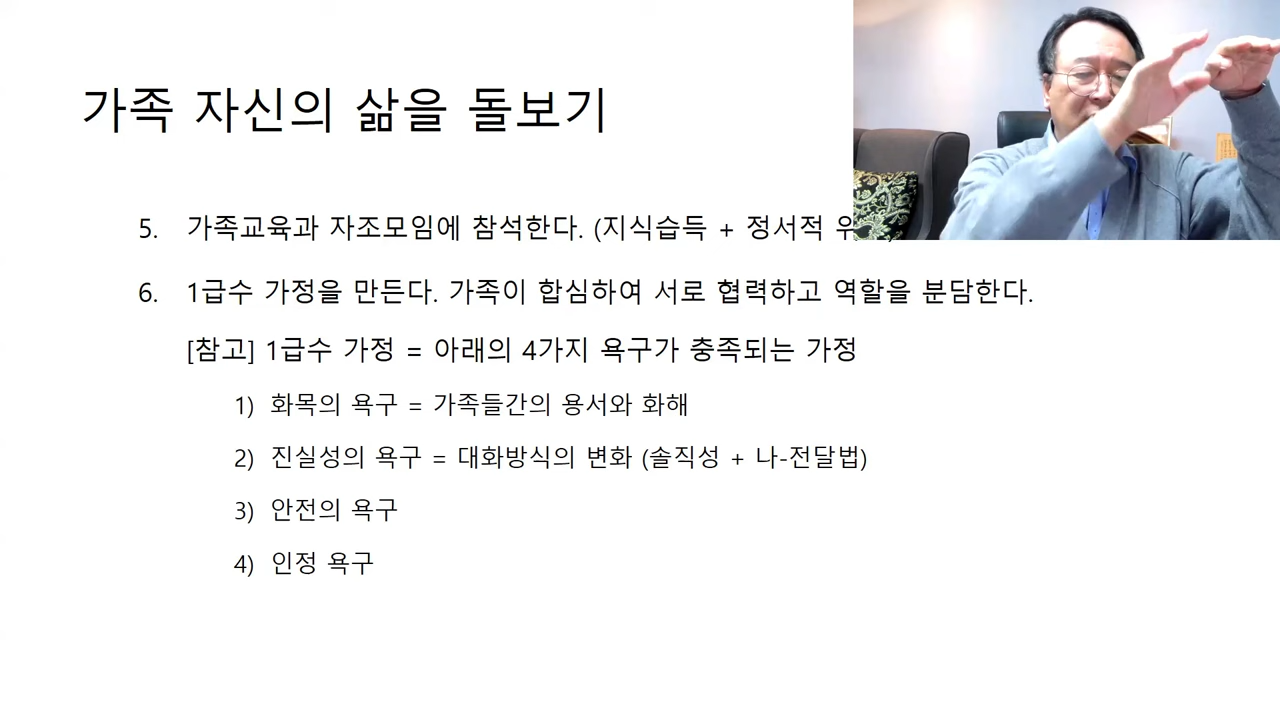 가족 자신의 삶을 돌보기
5. 가족교육과 자조모임에 참석한다. (지식습득 + 정서적
6. 1급수 가정을 만든다. 가족이 합심하여 서로 협력하고 역할을 분담한다.
[참고] 1급수 가정 = 아래의 4가지 욕구가 충족되는 가정
1) 화목의 욕구 = 가족들간의 용서와 화해
2) 진실성의 욕구 = 대화방식의 변화 (솔직성 + 나-전달법)
3) 안전의 욕구
4) 인정 욕구